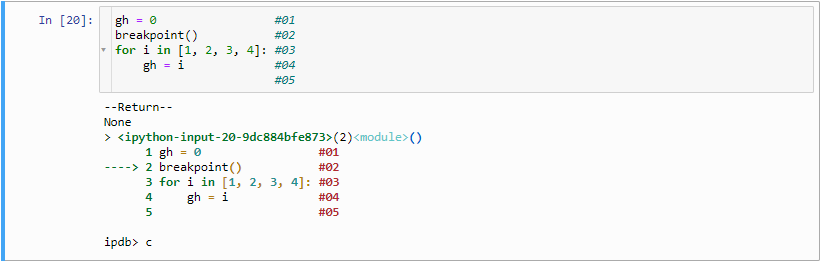 In [20]: gh = 0 #01
breakpoint() #02
for i in [1, 2, 3, 4]: #03
gh = i #04
#05
--Return--
None
> <ipython-input-20-9dc884bfe873>(2)<module>()
1 gh = 0 #01
----> 2 breakpoint() #02
3 for i in [1, 2, 3, 4]: #03
4 gh = i #04
5 #05
ipdb> c